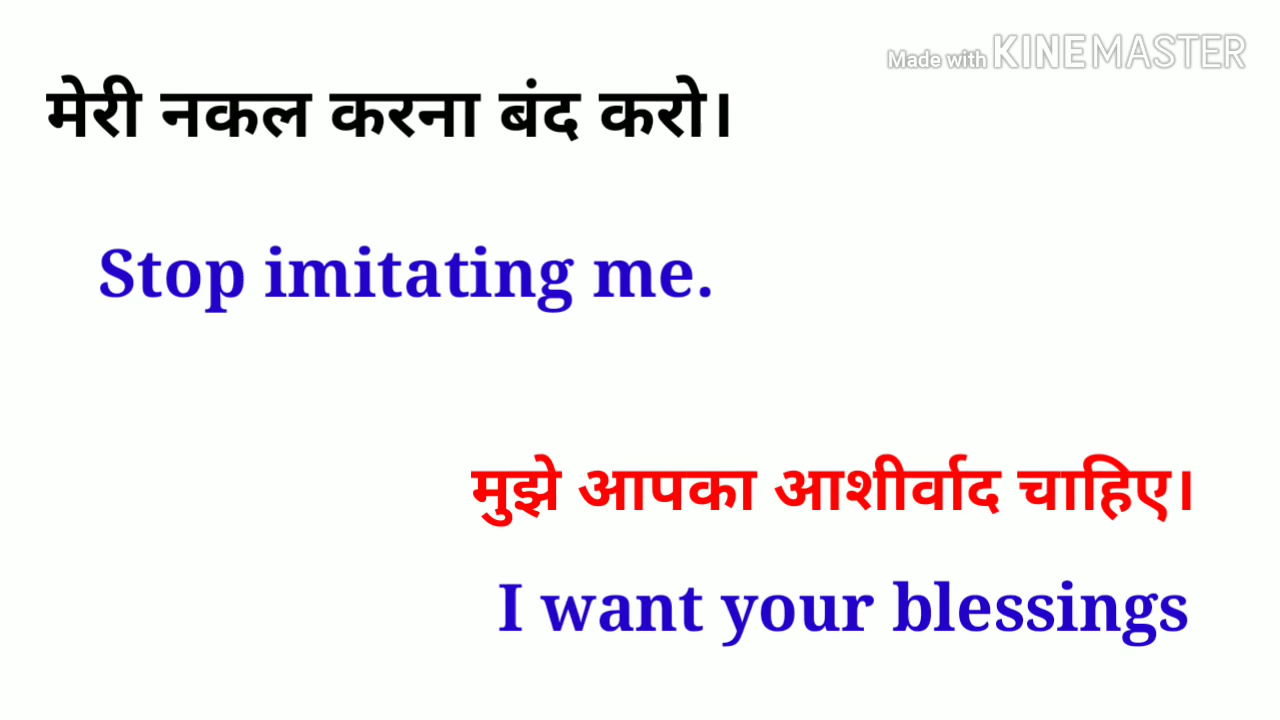 Made with KINEMASTER
मेरी नकल करना बंद करो।
Stop imitating me.
मुझे आपका आशीर्वाद चाहिए।
I want your blessings